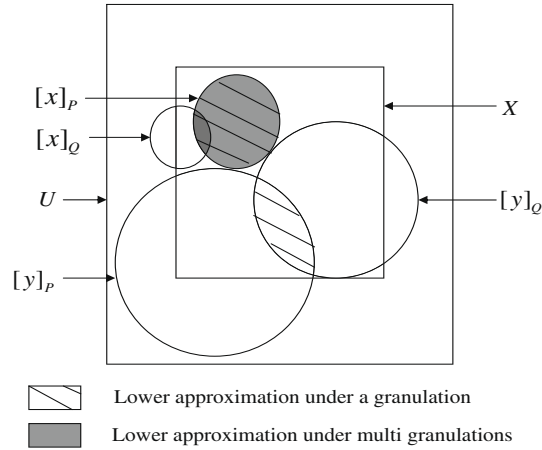 [x]_P
[x]_Q
X
U
[y]_Q
[y]_P
Lower approximation under a granulation
Lower approximation under multi granulations